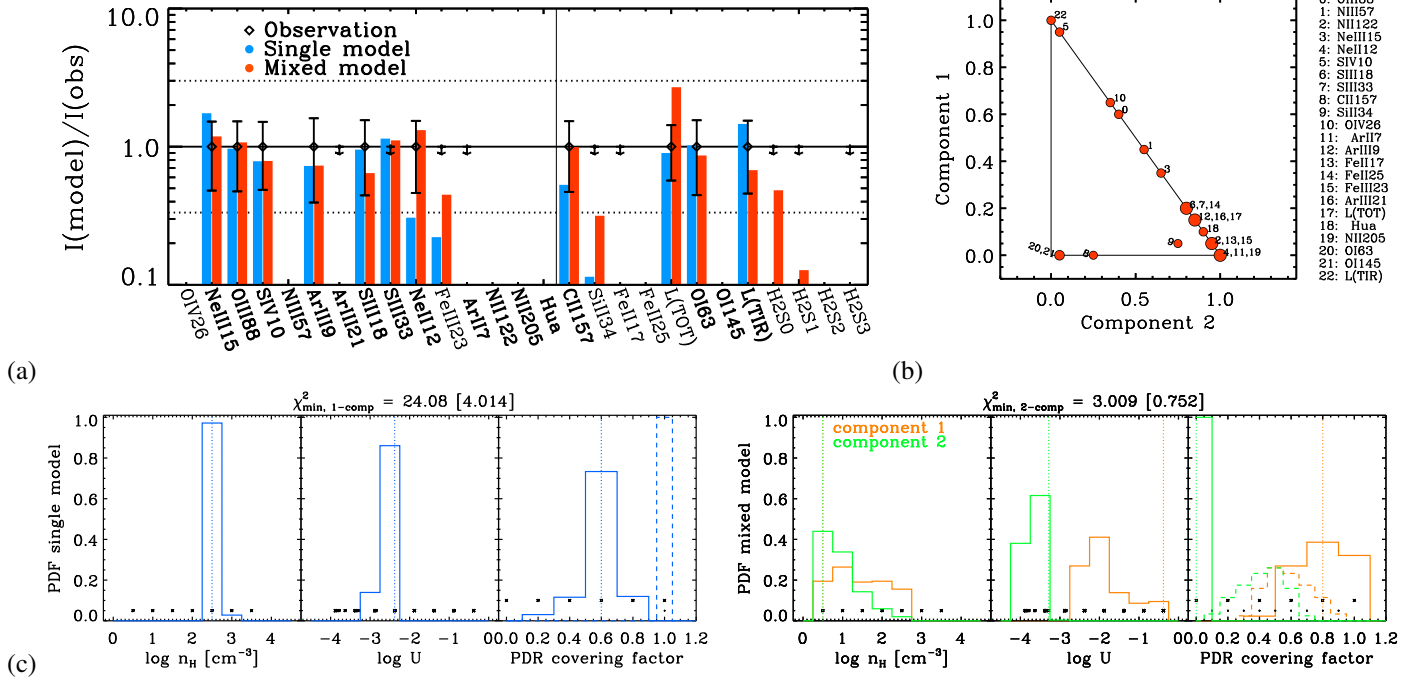 10.0
1.0
0.1
I(model)/I(obs)
Observation
Single model
Mixed model
OIV26
NeIII15
OIII88
SIV10
NIII57
ArIII9
ArIII21
SIII18
SIII33
NeII12
FeIII23
ArII7
NII122
NII205
Hua
CII157
SiII34
FeII17
FeII25
L(TOT)
OI63
OI145
L(TIR)
H2S0
H2S1
H2S2
H2S3
(a)
1.0
0.8
0.6
0.4
0.2
0.0
Component 1
22
5
10
0
1
3
12,16,17
18
2,13,15
4,11,19
9
20,21
0.0
0.5
1.0
Component 2
1: NIII57
2: NII122
3: NeIII15
4: NeII12
5: SIV10
6: SIII18
7: SIII33
8: CII157
9: SiII34
10: OIV26
11: ArII7
12: ArIII9
13: FeII17
14: FeII25
15: FeIII23
16: ArIII21
17: L(TOT)
18: Hua
19: NII205
20: OI63
21: OI145
22: L(TIR)
(b)
χ²min, 1-comp = 24.08 [4.014]
1.0
0.8
0.6
0.4
0.2
0.0
PDF single model
0 1 2 3 4
log nH [cm⁻³]
−4 −3 −2 −1 0
log U
0.0 0.2 0.4 0.6 0.8 1.0 1.2
PDR covering factor
χ²min, 2-comp = 3.009 [0.752]
component 1
component 2
1.0
0.8
0.6
0.4
0.2
0.0
PDF mixed model
0 1 2 3 4
log nH [cm⁻³]
−4 −3 −2 −1 0
log U
0.0 0.2 0.4 0.6 0.8 1.0 1.2
PDR covering factor
(c)